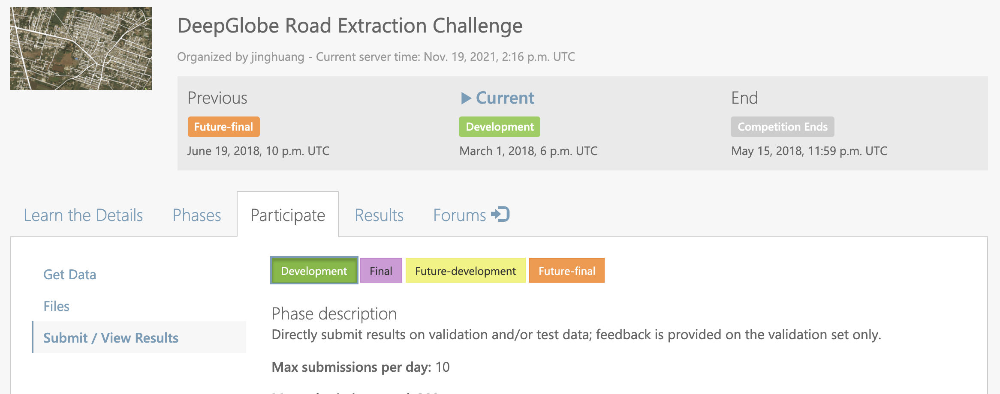 DeepGlobe Road Extraction Challenge
Organized by jinghuang - Current server time: Nov. 19, 2021, 2:16 p.m. UTC
Previous
Current
End
Future-final
Development
Competition Ends
June 19, 2018, 10 p.m. UTC
March 1, 2018, 6 p.m. UTC
May 15, 2018, 11:59 p.m. UTC
Learn the Details
Phases
Participate
Results
Forums
Get Data
Files
Submit / View Results
Development
Final
Future-development
Future-final
Phase description
Directly submit results on validation and/or test data; feedback is provided on the validation set only.
Max submissions per day: 10